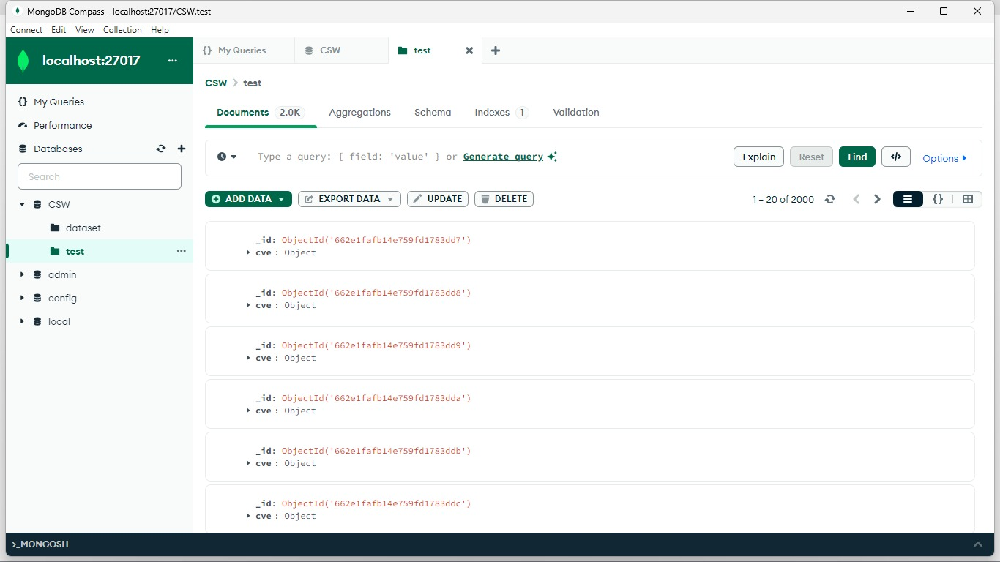 MongoDB Compass - localhost:27017/CSW.test
Connect Edit View Collection Help
localhost:27017 ...
{} My Queries
Performance
Databases
Search
CSW
dataset
test ...
admin
config
local
{} My Queries CSW test
CSW > test
Documents 2.0K Aggregations Schema Indexes 1 Validation
Type a query: { field: 'value' } or Generate query
Explain Reset Find </> Options
ADD DATA EXPORT DATA UPDATE DELETE
1 – 20 of 2000 {}
_id: ObjectId('662e1fafb14e759fd1783dd7')
cve : Object
_id: ObjectId('662e1fafb14e759fd1783dd8')
cve : Object
_id: ObjectId('662e1fafb14e759fd1783dd9')
cve : Object
_id: ObjectId('662e1fafb14e759fd1783dda')
cve : Object
_id: ObjectId('662e1fafb14e759fd1783ddb')
cve : Object
_id: ObjectId('662e1fafb14e759fd1783ddc')
cve : Object
>_MONGOSH